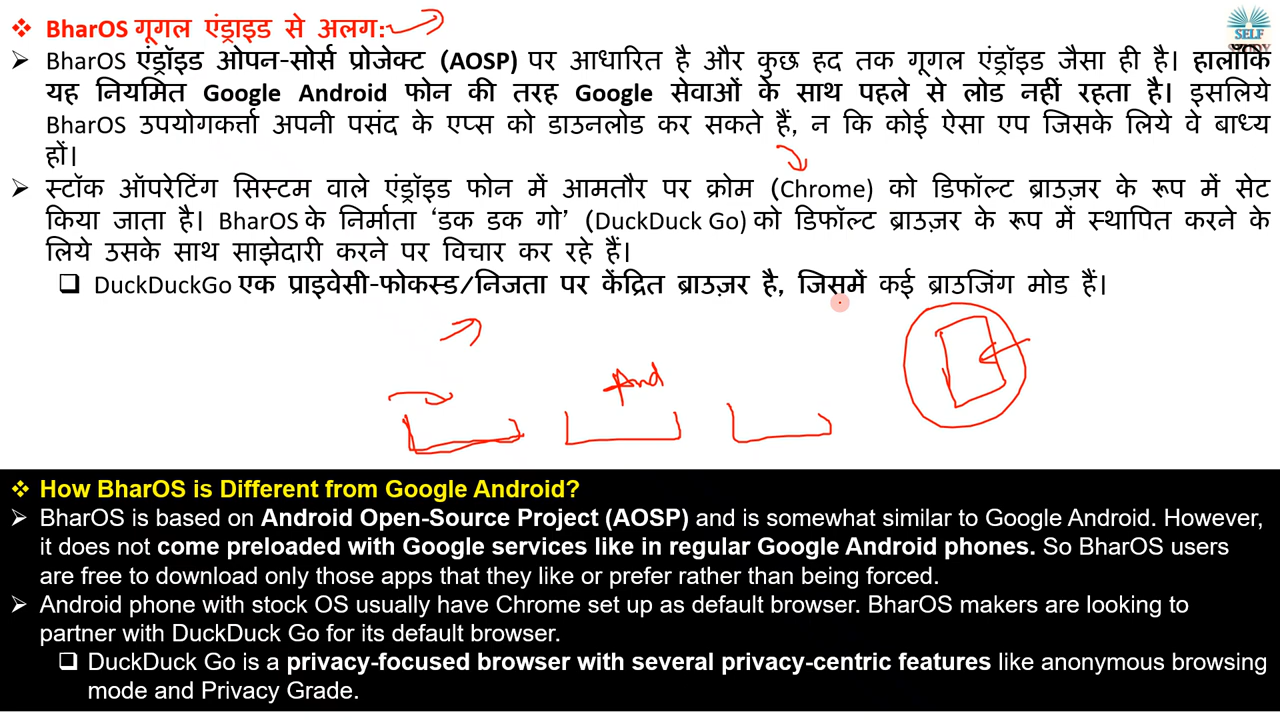 ❖ BharOS गूगल एंड्राइड से अलग:-
SELF
STUDY
➤ BharOS एंड्रॉइड ओपन-सोर्स प्रोजेक्ट (AOSP) पर आधारित है और कुछ हद तक गूगल एंड्रॉइड जैसा ही है। हालाँकि
यह नियमित Google Android फोन की तरह Google सेवाओं के साथ पहले से लोड नहीं रहता है। इसलिये
BharOS उपयोगकर्त्ता अपनी पसंद के एप्स को डाउनलोड कर सकते हैं, न कि कोई ऐसा एप जिसके लिये वे बाध्य
हों।
➤ स्टॉक ऑपरेटिंग सिस्टम वाले एंड्रॉइड फोन में आमतौर पर क्रोम (Chrome) को डिफॉल्ट ब्राउज़र के रूप में सेट
किया जाता है। BharOS के निर्माता ‘डक डक गो’ (DuckDuck Go) को डिफॉल्ट ब्राउज़र के रूप में स्थापित करने के
लिये उसके साथ साझेदारी करने पर विचार कर रहे हैं।
❑ DuckDuckGo एक प्राइवेसी-फोकस्ड/निजता पर केंद्रित ब्राउज़र है, जिसमें कई ब्राउजिंग मोड हैं।
And
❖ How BharOS is Different from Google Android?
➤ BharOS is based on Android Open-Source Project (AOSP) and is somewhat similar to Google Android. However,
it does not come preloaded with Google services like in regular Google Android phones. So BharOS users
are free to download only those apps that they like or prefer rather than being forced.
➤ Android phone with stock OS usually have Chrome set up as default browser. BharOS makers are looking to
partner with DuckDuck Go for its default browser.
❑ DuckDuck Go is a privacy-focused browser with several privacy-centric features like anonymous browsing
mode and Privacy Grade.